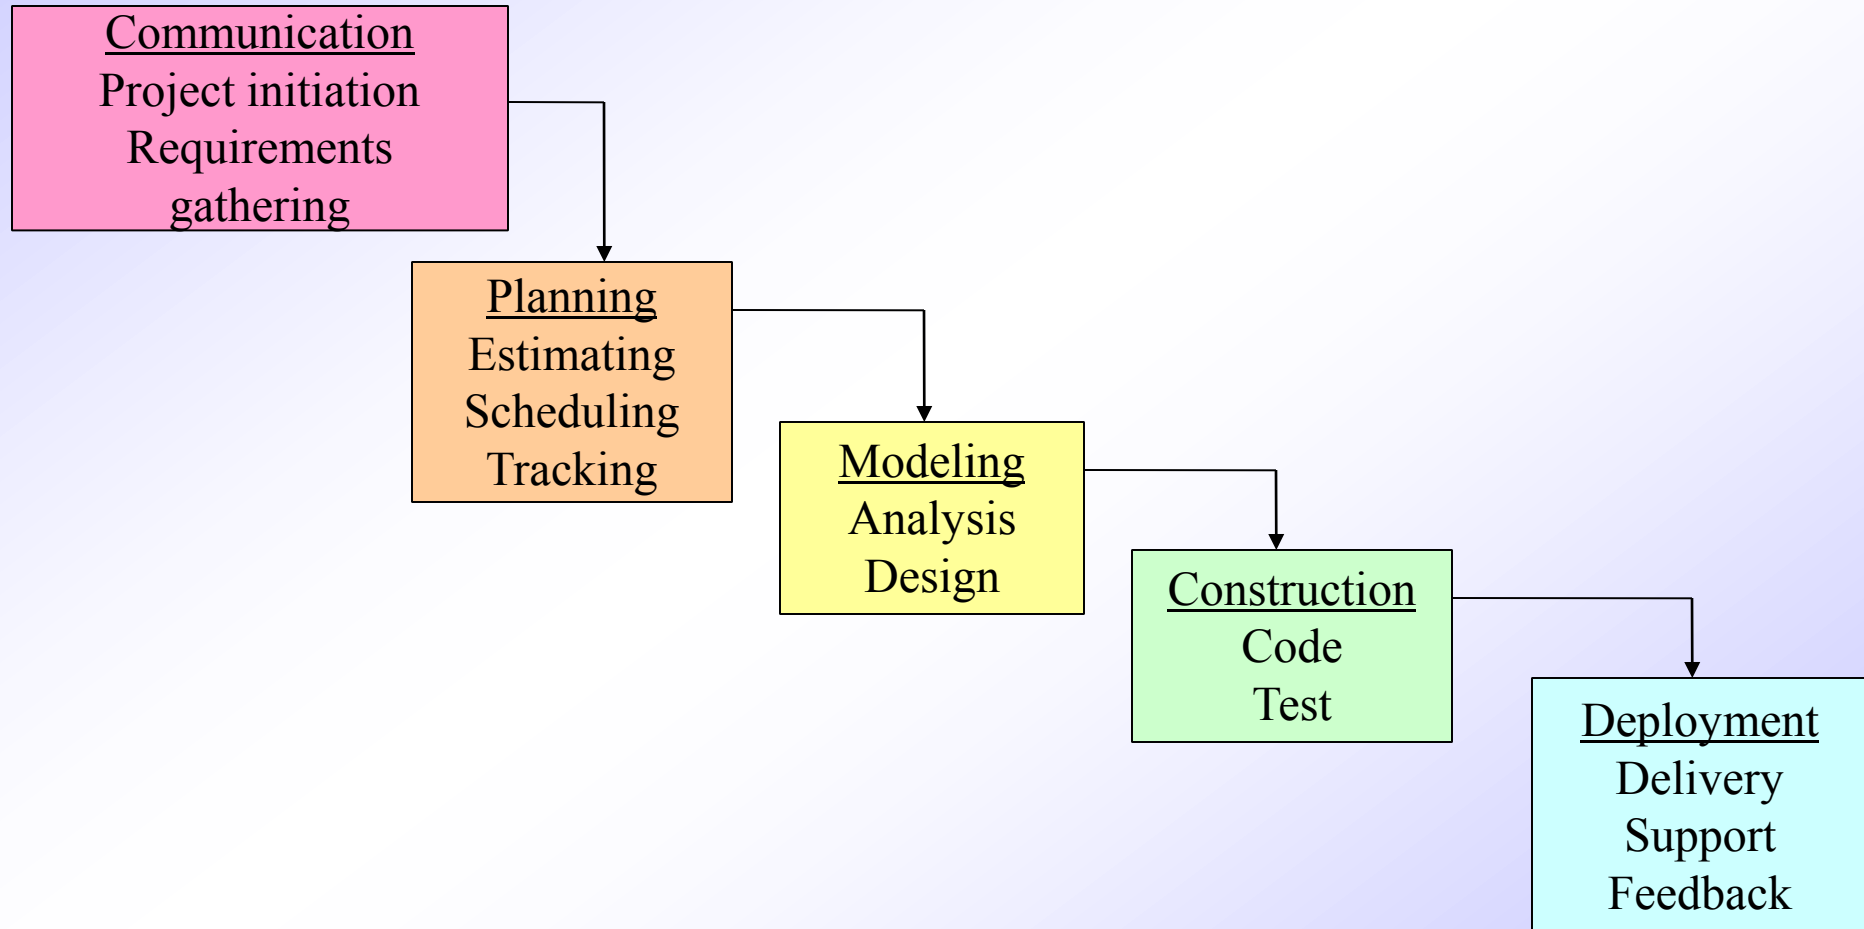 Communication
Project initiation
Requirements
gathering
Planning
Estimating
Scheduling
Tracking
Modeling
Analysis
Design
Construction
Code
Test
Deployment
Delivery
Support
Feedback